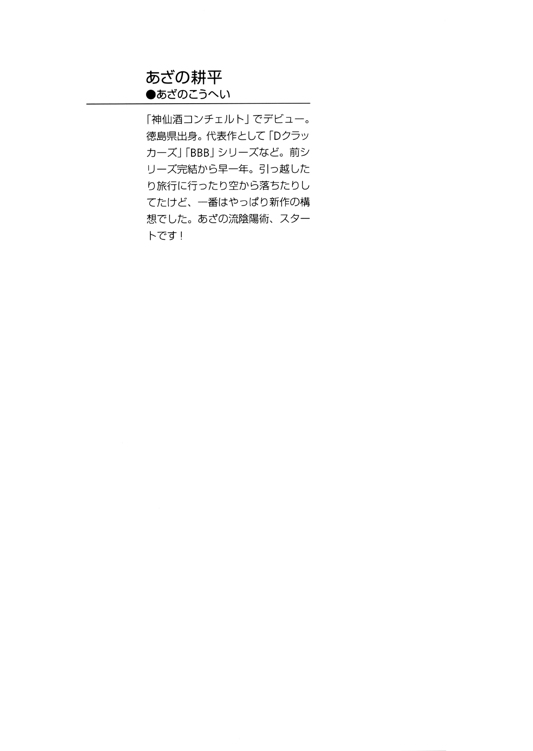 あざの耕平
●あざのこうへい
「神仙酒コンチェルト」でデビュー。
徳島県出身。代表作として「Dクラッ
カーズ」「BBB」シリーズなど。前シ
リーズ完結から早一年。引っ越した
り旅行に行ったり空から落ちたりし
てたけど、一番はやっぱり新作の構
想でした。あざの流陰陽術、スター
トです！